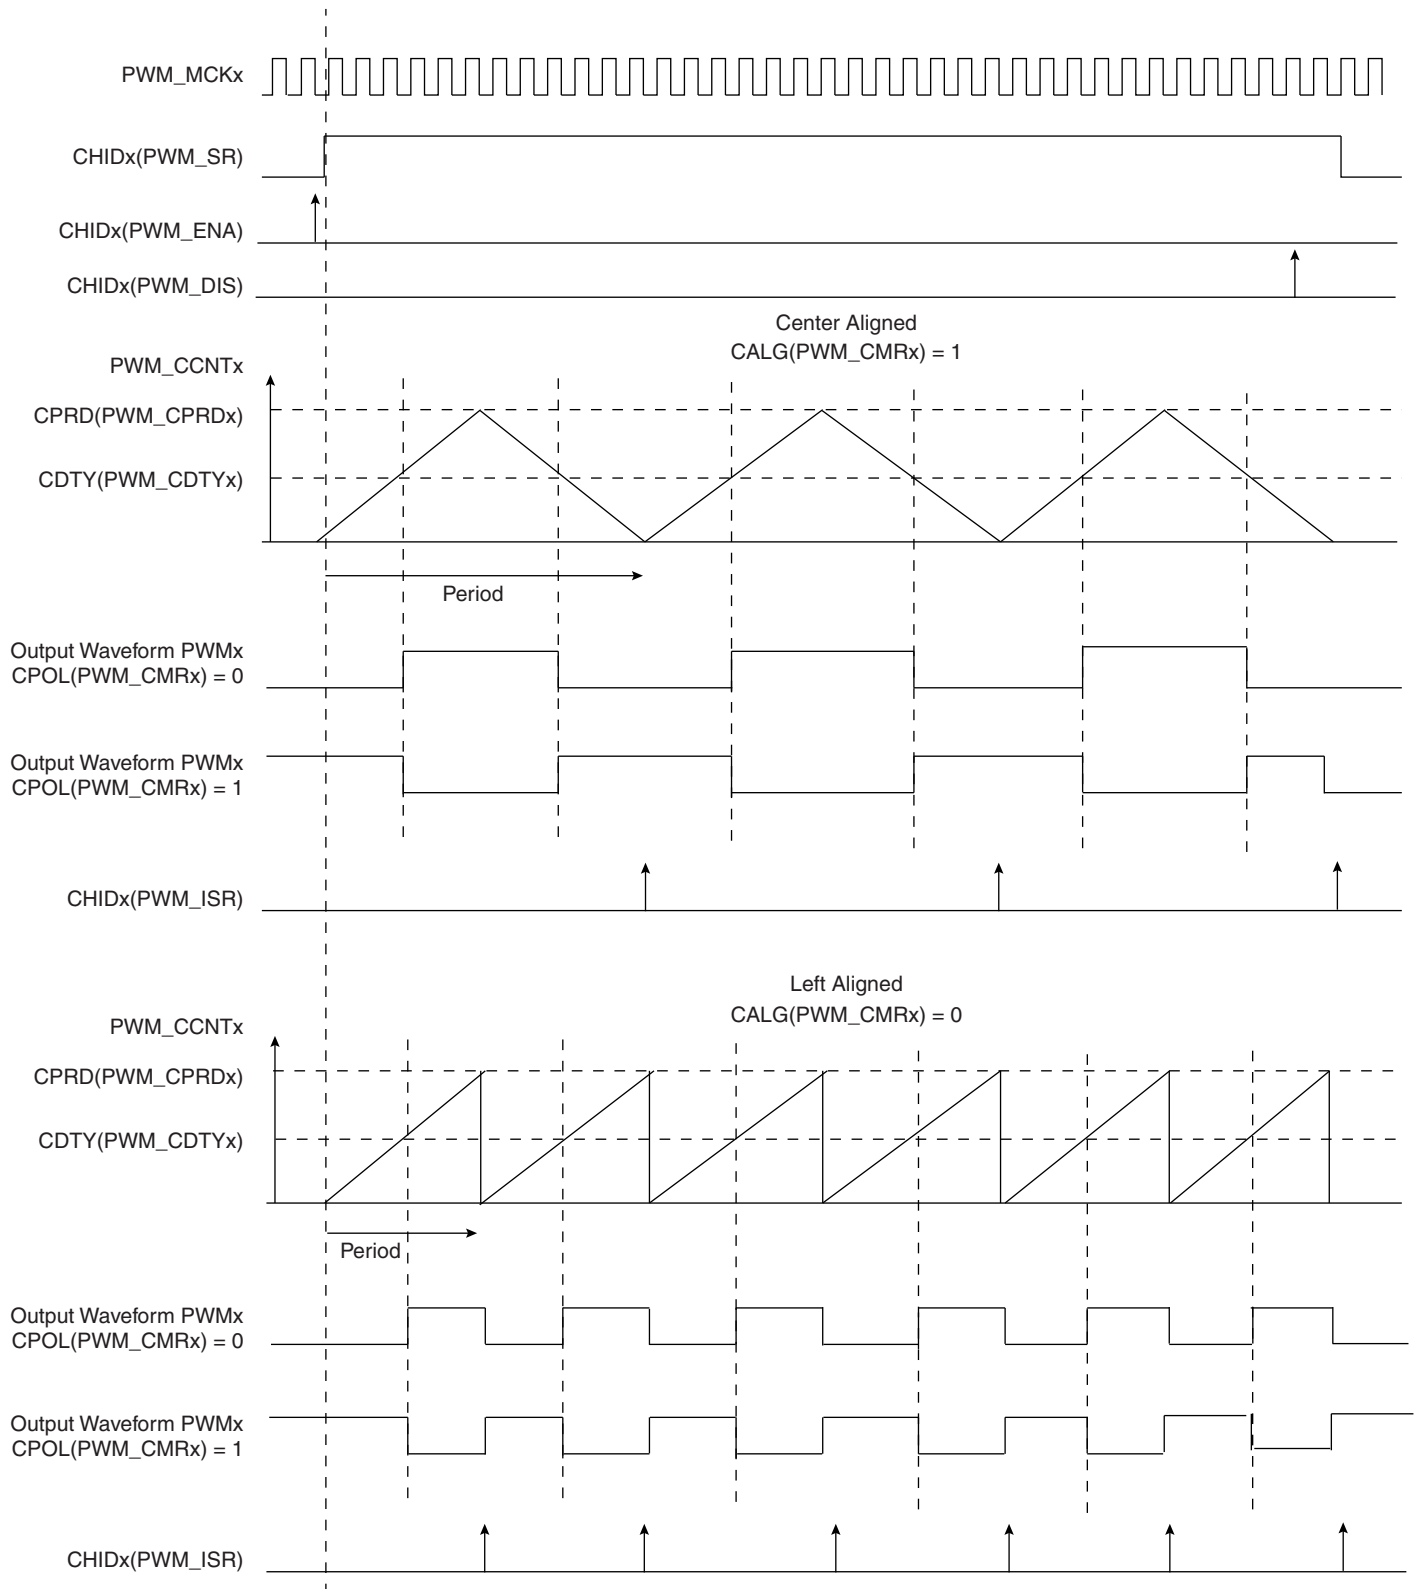 PWM_MCKx
CHIDx(PWM_SR)
CHIDx(PWM_ENA)
CHIDx(PWM_DIS)
Center Aligned
CALG(PWM_CMRx) = 1
PWM_CCNTx
CPRD(PWM_CPRDx)
CDTY(PWM_CDTYx)
Period
Output Waveform PWMx
CPOL(PWM_CMRx) = 0
Output Waveform PWMx
CPOL(PWM_CMRx) = 1
CHIDx(PWM_ISR)
Left Aligned
CALG(PWM_CMRx) = 0
PWM_CCNTx
CPRD(PWM_CPRDx)
CDTY(PWM_CDTYx)
Period
Output Waveform PWMx
CPOL(PWM_CMRx) = 0
Output Waveform PWMx
CPOL(PWM_CMRx) = 1
CHIDx(PWM_ISR)